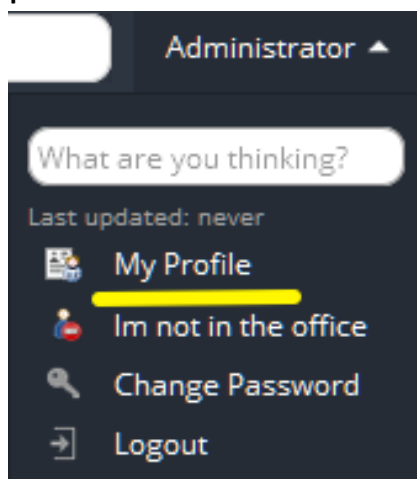 Administrator
What are you thinking?
Last updated: never
My Profile
Im not in the office
Change Password
Logout